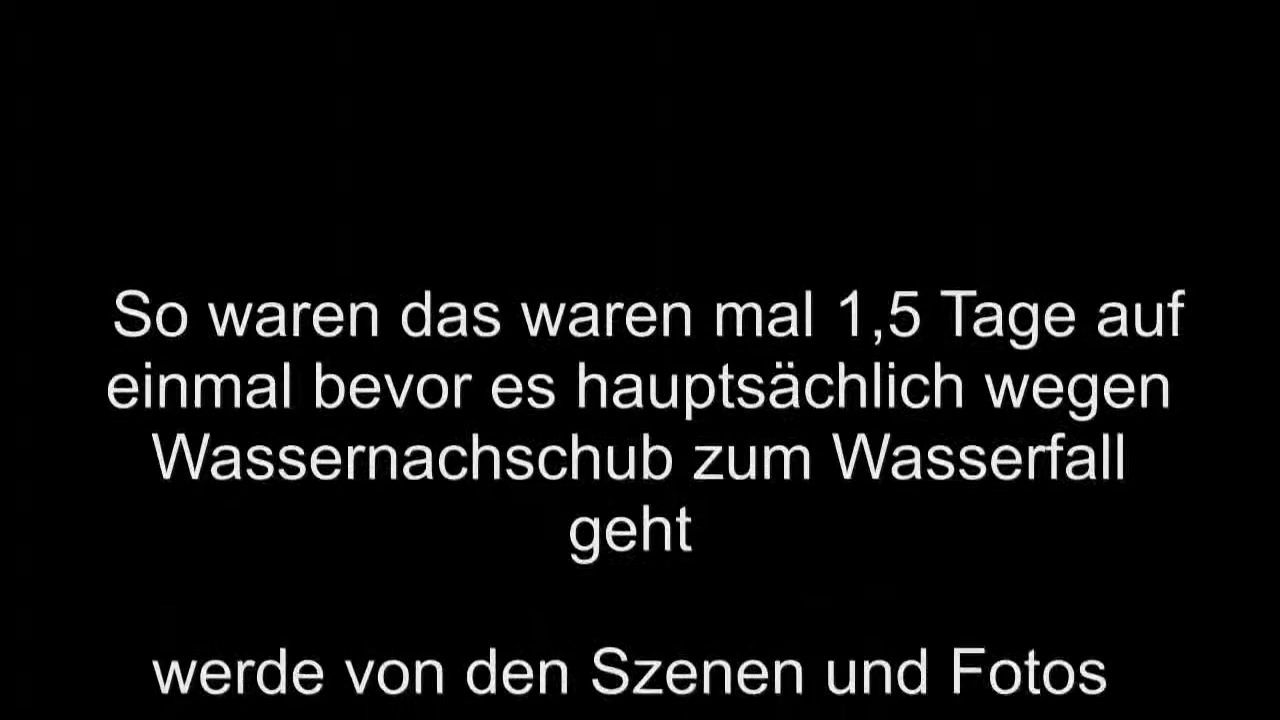 So waren das waren mal 1,5 Tage auf
einmal bevor es hauptsächlich wegen
Wassernachschub zum Wasserfall
geht
werde von den Szenen und Fotos